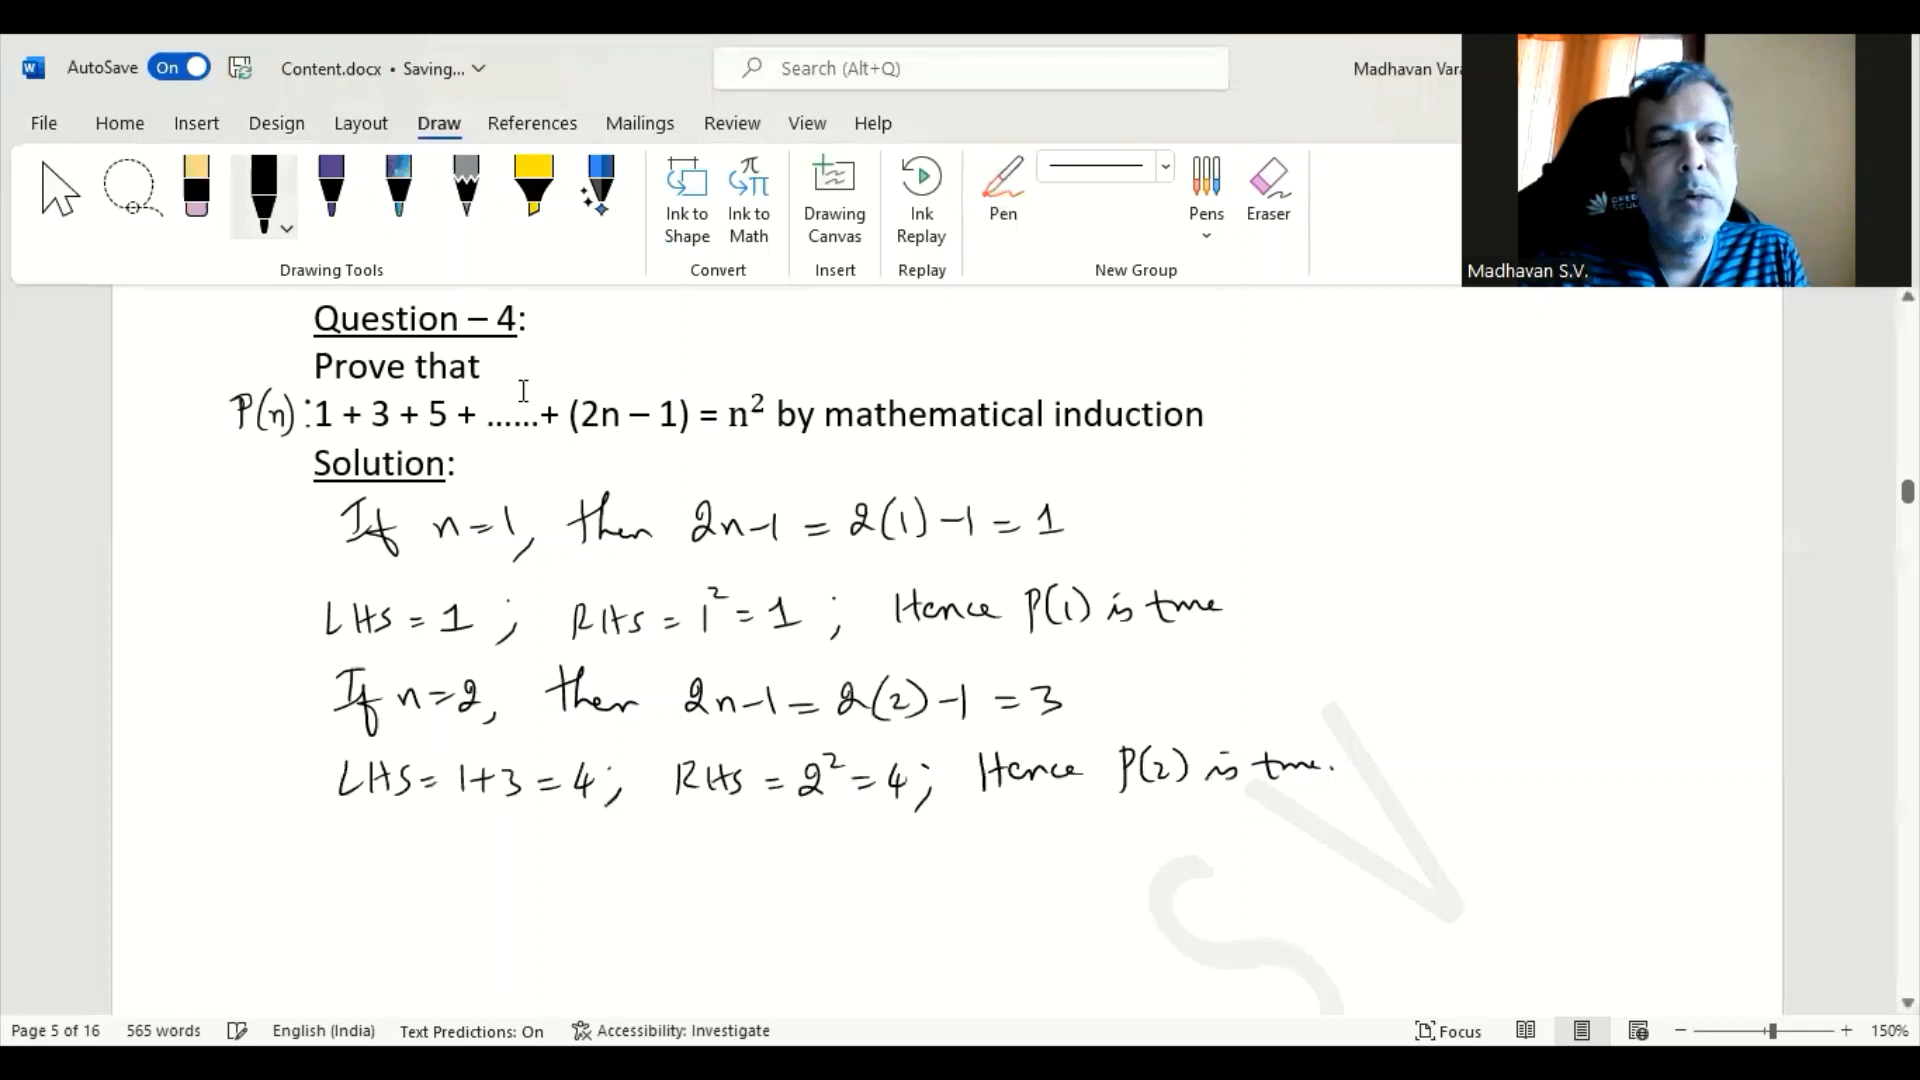 AutoSave On Content.docx • Saving... Search (Alt+Q) Madhavan Vara
File Home Insert Design Layout Draw References Mailings Review View Help
Ink to Shape
Ink to Math
Drawing Canvas
Ink Replay
Pen
Pens
Eraser
Drawing Tools Convert Insert Replay New Group
Madhavan S.V.
Question – 4:
Prove that
P(n): 1 + 3 + 5 + ......+ (2n – 1) = n² by mathematical induction
Solution:
If n=1, then 2n-1 = 2(1)-1 = 1
LHS = 1 ; RHS = 1² = 1 ; Hence P(1) is true
If n=2, then 2n-1 = 2(2)-1 = 3
LHS = 1+3 = 4; RHS = 2² = 4; Hence P(2) is true.
S V
Page 5 of 16 565 words English (India) Text Predictions: On Accessibility: Investigate Focus 150%